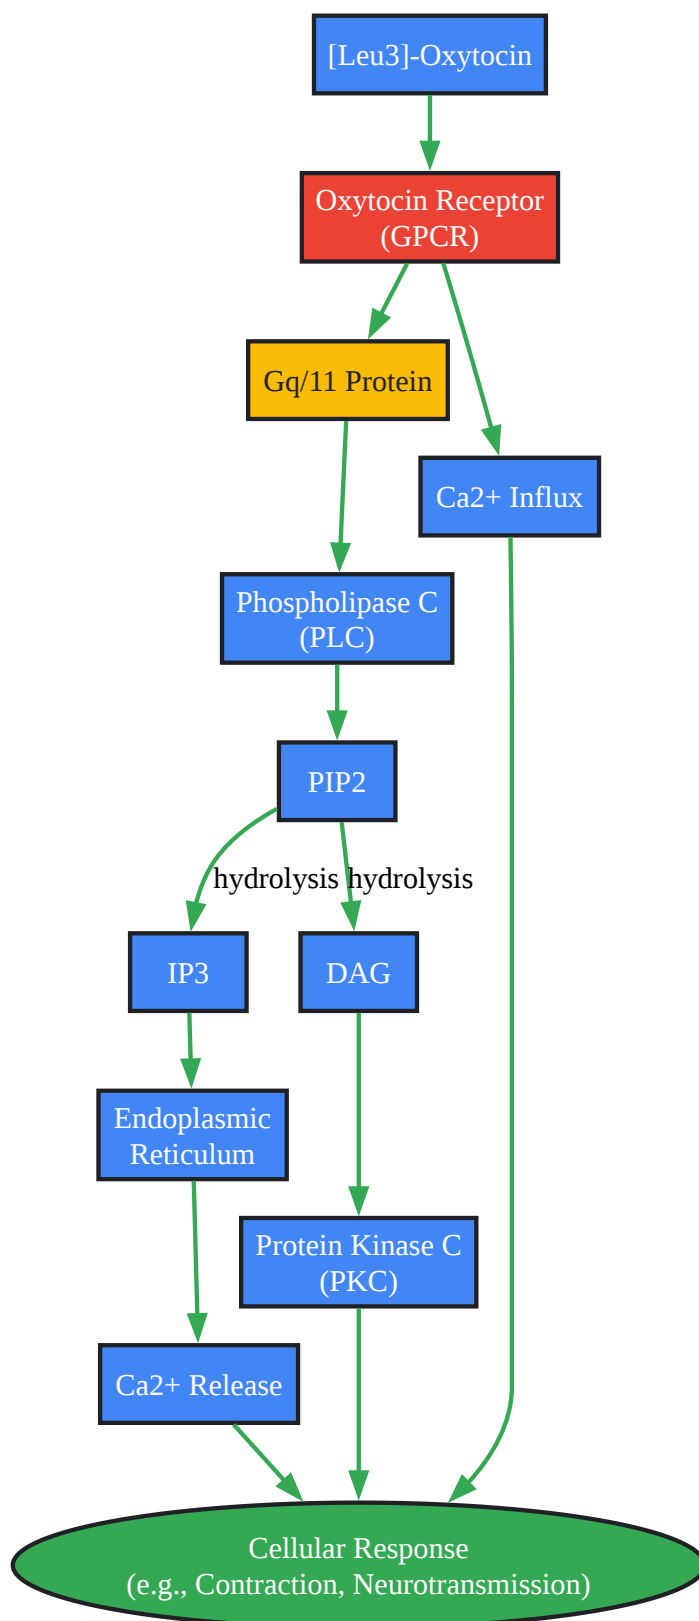 [Leu3]-Oxytocin
Oxytocin Receptor
(GPCR)
Gq/11 Protein
Ca2+ Influx
Phospholipase C
(PLC)
PIP2
hydrolysis
hydrolysis
IP3
DAG
Endoplasmic
Reticulum
Protein Kinase C
(PKC)
Ca2+ Release
Cellular Response
(e.g., Contraction, Neurotransmission)